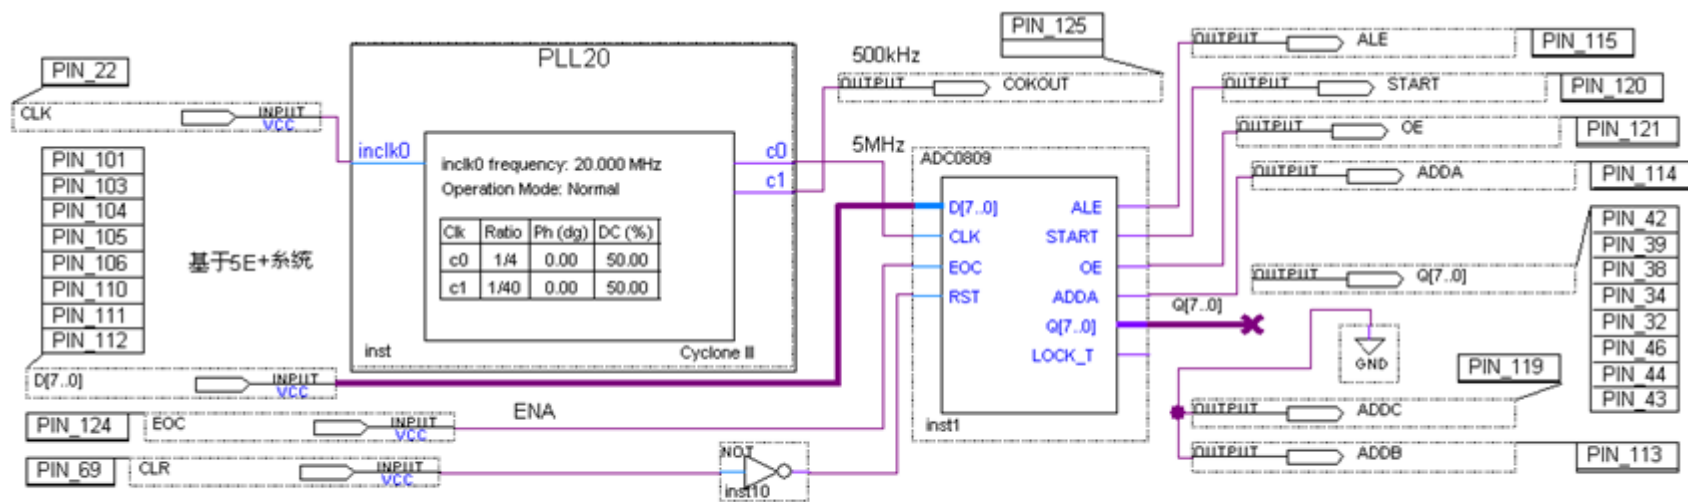 PIN_22
CLK INPUT VCC
PIN_101
PIN_103
PIN_104
PIN_105
PIN_106
PIN_110
PIN_111
PIN_112
基于5E+系统
D[7..0] INPUT VCC
PIN_124 EOC INPUT VCC
ENA
PIN_69 CLR INPUT VCC
NOT
inst10
PLL20
inclk0
c0
c1
inclk0 frequency: 20.000 MHz
Operation Mode: Normal
Clk Ratio Ph (dg) DC (%)
c0 1/4 0.00 50.00
c1 1/40 0.00 50.00
inst
Cyclone III
500kHz
PIN_125
OUTPUT COKOUT
5MHz
ADC0809
D[7..0] ALE
CLK START
EOC OE
RST ADDA
Q[7..0]
LOCK_T
inst1
OUTPUT ALE PIN_115
OUTPUT START PIN_120
OUTPUT OE PIN_121
OUTPUT ADDA PIN_114
Q[7..0]
OUTPUT Q[7..0]
PIN_42
PIN_39
PIN_38
PIN_34
PIN_32
PIN_46
PIN_44
PIN_43
GND
PIN_119
OUTPUT ADDC
OUTPUT ADDB PIN_113